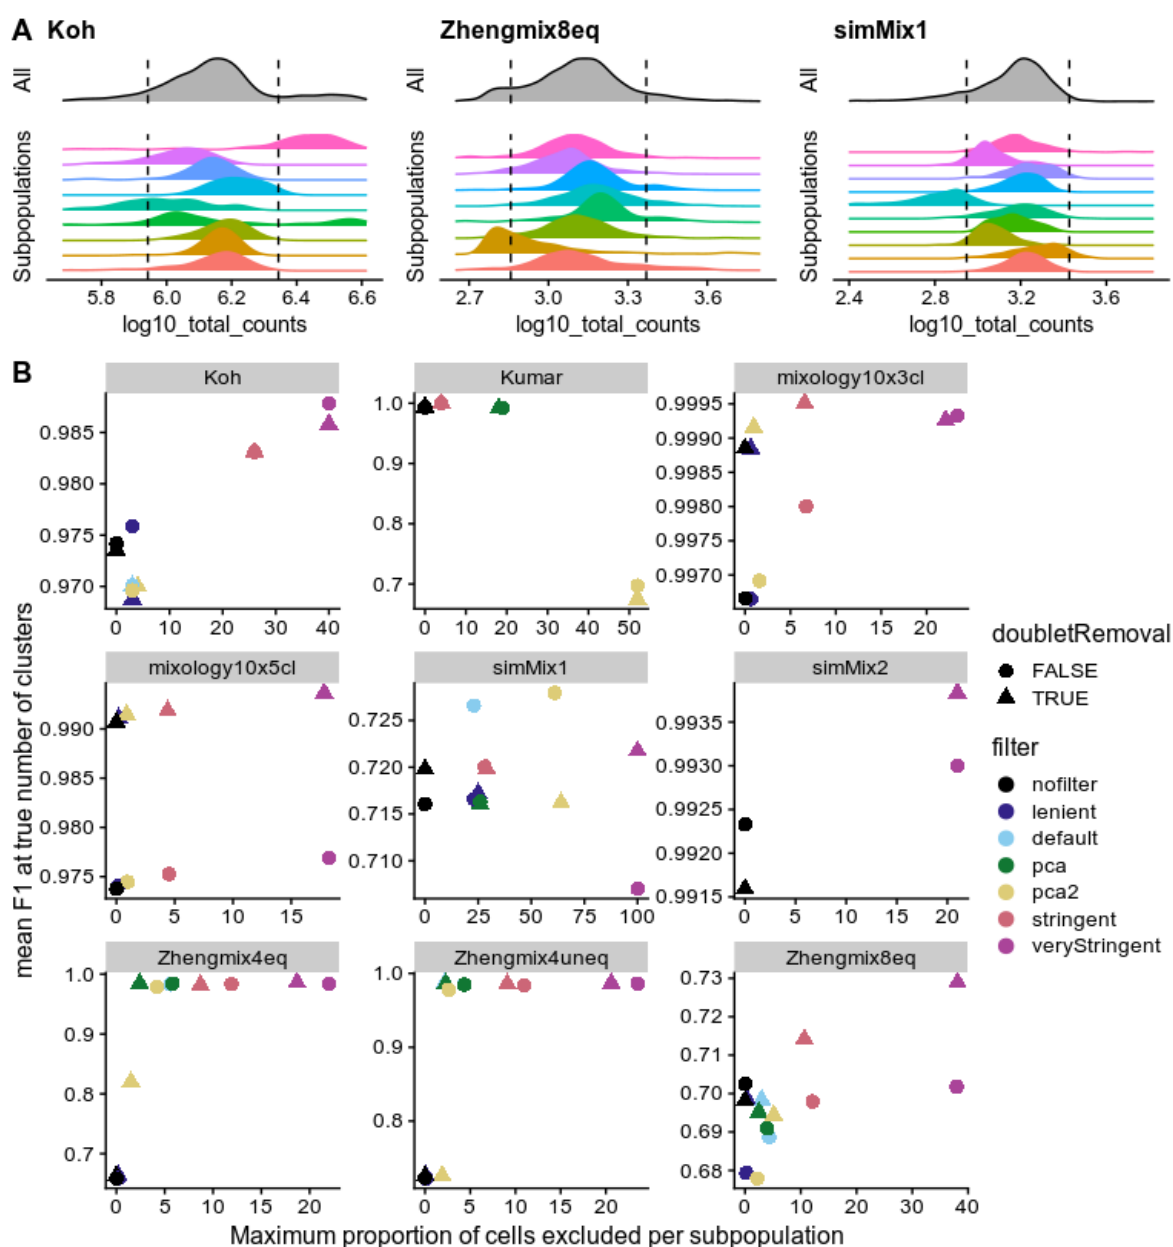 A Koh Zhengmix8eq simMix1
All All All
Subpopulations Subpopulations Subpopulations
5.8 6.0 6.2 6.4 6.6 2.7 3.0 3.3 3.6 2.4 2.8 3.2 3.6
log10_total_counts log10_total_counts log10_total_counts
B
mean F1 at true number of clusters
Koh Kumar mixology10x3cl
0.985
0.980
0.975
0.970
0 10 20 30 40
1.0
0.9
0.8
0.7
0 10 20 30 40 50
0.9995
0.9990
0.9985
0.9980
0.9975
0.9970
0 5 10 15 20
mixology10x5cl simMix1 simMix2
0.990
0.985
0.980
0.975
0 5 10 15
0.725
0.720
0.715
0.710
0 25 50 75 100
0.9935
0.9930
0.9925
0.9920
0.9915
0 5 10 15 20
Zhengmix4eq Zhengmix4uneq Zhengmix8eq
1.0
0.9
0.8
0.7
0 5 10 15 20
1.0
0.9
0.8
0 5 10 15 20
0.73
0.72
0.71
0.70
0.69
0.68
0 10 20 30 40
Maximum proportion of cells excluded per subpopulation
doubletRemoval
FALSE
TRUE
filter
nofilter
lenient
default
pca
pca2
stringent
veryStringent